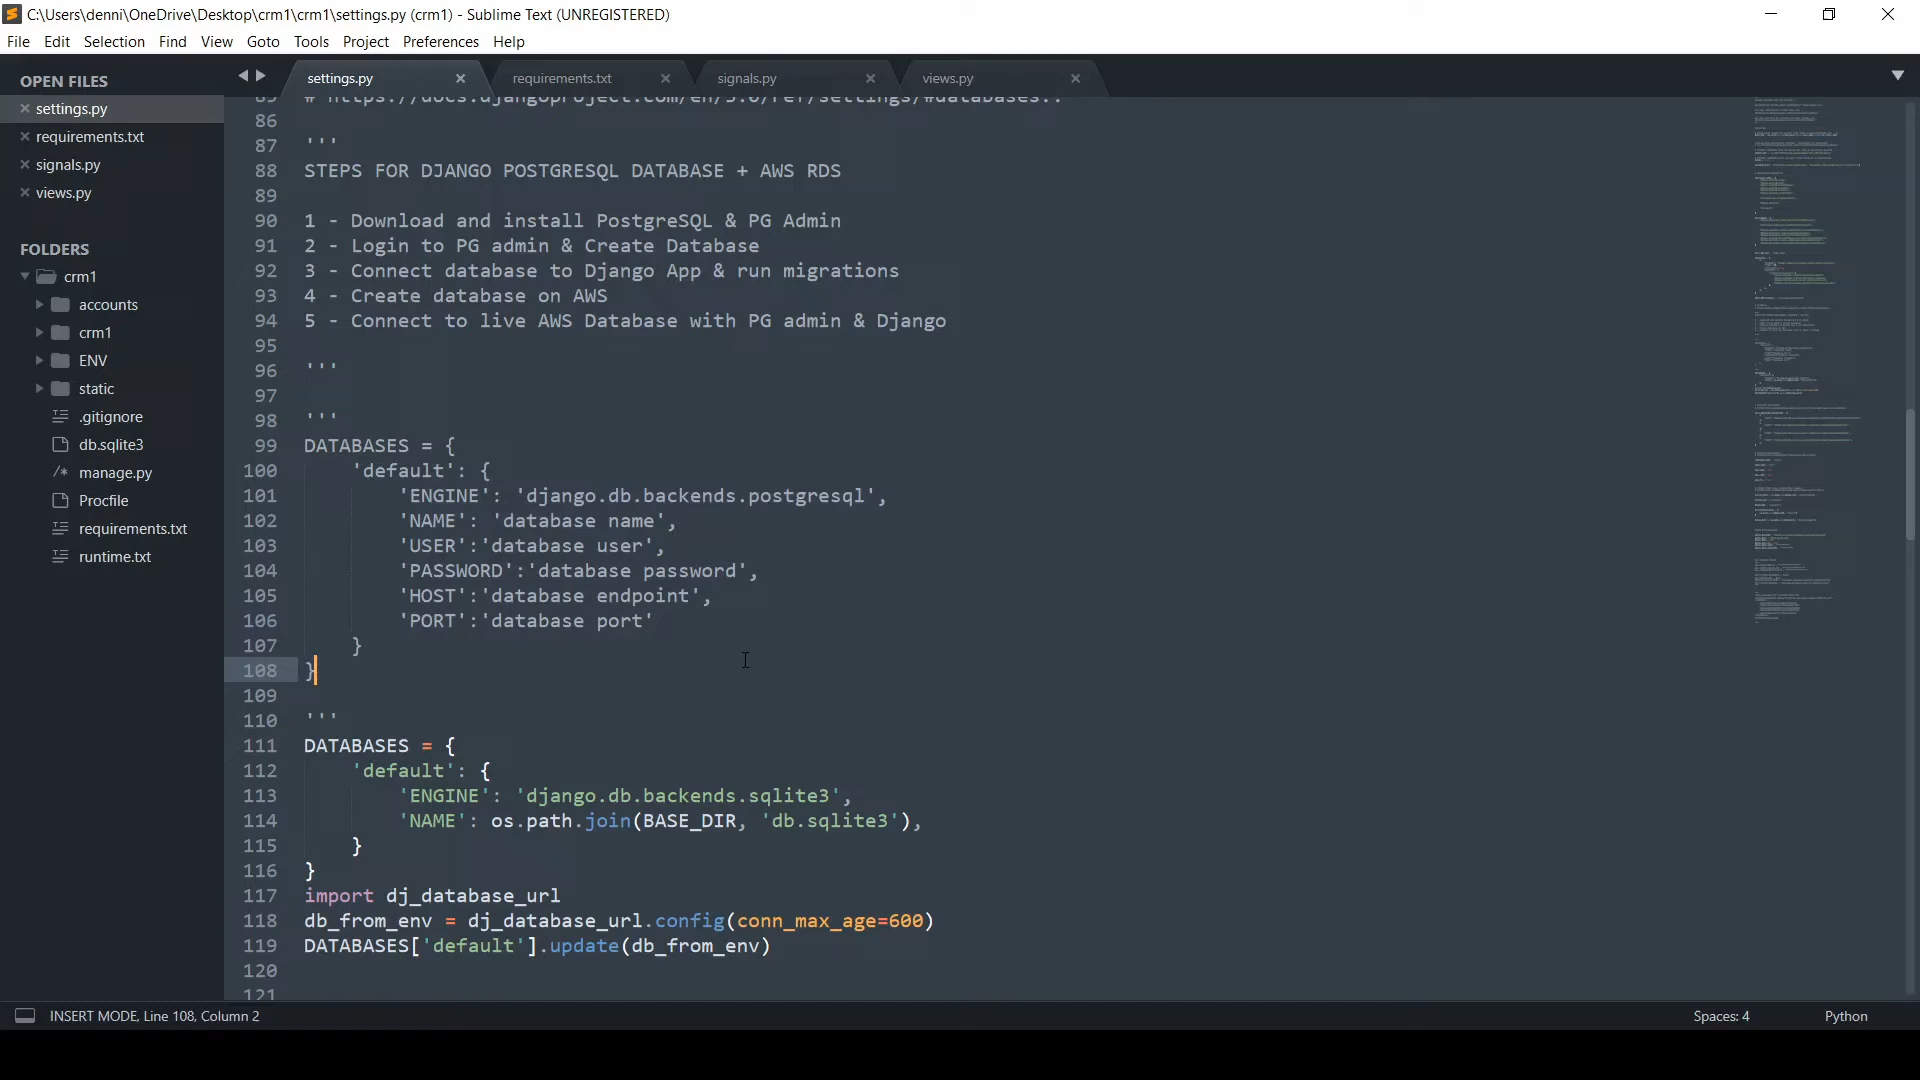 C:\Users\denni\OneDrive\Desktop\crm1\crm1\settings.py (crm1) - Sublime Text (UNREGISTERED)
File Edit Selection Find View Goto Tools Project Preferences Help
OPEN FILES
settings.py
requirements.txt
signals.py
views.py
FOLDERS
crm1
accounts
crm1
ENV
static
.gitignore
db.sqlite3
manage.py
Procfile
requirements.txt
runtime.txt
settings.py requirements.txt signals.py views.py
85 # https://docs.djangoproject.com/en/3.0/ref/settings/#databases..
86
87 '''
88 STEPS FOR DJANGO POSTGRESQL DATABASE + AWS RDS
89
90 1 - Download and install PostgreSQL & PG Admin
91 2 - Login to PG admin & Create Database
92 3 - Connect database to Django App & run migrations
93 4 - Create database on AWS
94 5 - Connect to live AWS Database with PG admin & Django
95
96 '''
97
98 '''
99 DATABASES = {
100     'default': {
101         'ENGINE': 'django.db.backends.postgresql',
102         'NAME': 'database name',
103         'USER':'database user',
104         'PASSWORD':'database password',
105         'HOST':'database endpoint',
106         'PORT':'database port'
107     }
108 }
109
110 '''
111 DATABASES = {
112     'default': {
113         'ENGINE': 'django.db.backends.sqlite3',
114         'NAME': os.path.join(BASE_DIR, 'db.sqlite3'),
115     }
116 }
117 import dj_database_url
118 db_from_env = dj_database_url.config(conn_max_age=600)
119 DATABASES['default'].update(db_from_env)
120
121
INSERT MODE, Line 108, Column 2 Spaces: 4 Python